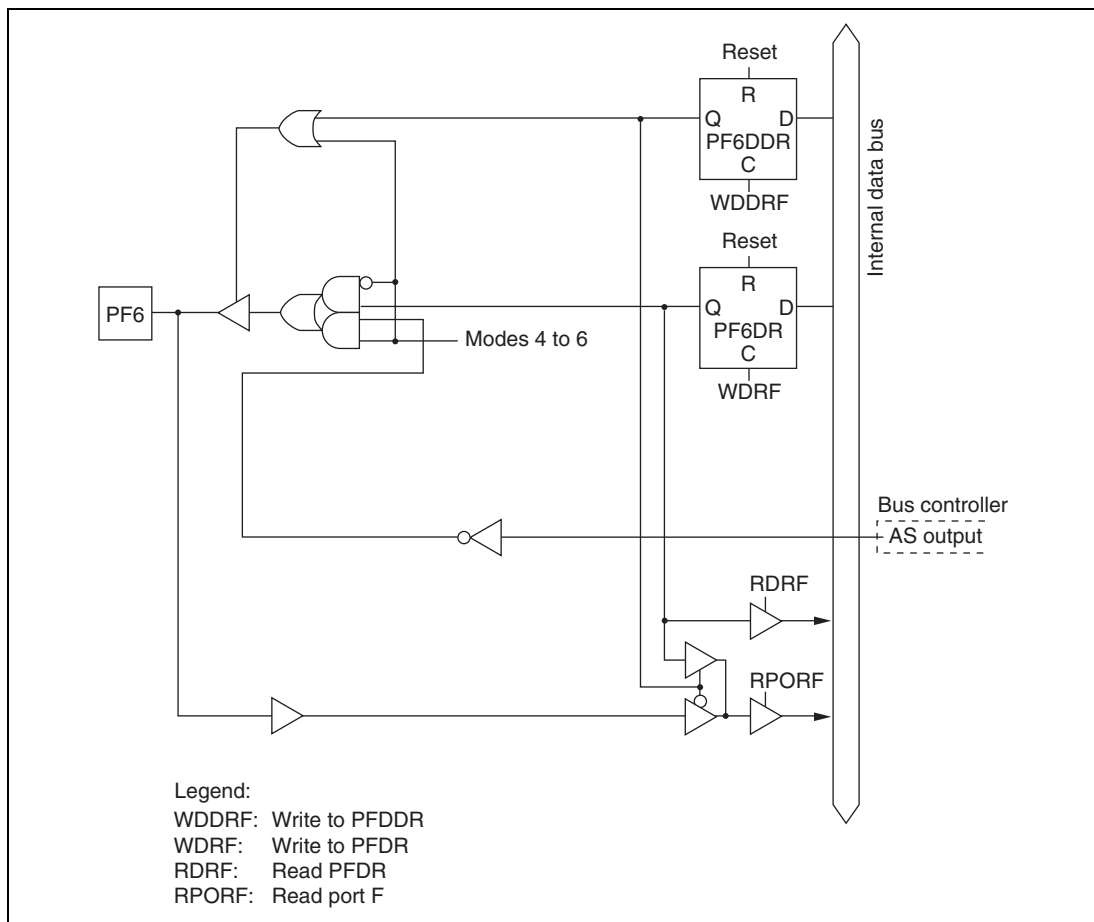 Reset
R
Q D
PF6DDR
C
WDDRF
Internal data bus
Reset
R
PF6
Q D
PF6DR
C
Modes 4 to 6
WDRF
Bus controller
AS output
RDRF
RPORF
Legend:
WDDRF: Write to PFDDR
WDRF: Write to PFDR
RDRF: Read PFDR
RPORF: Read port F